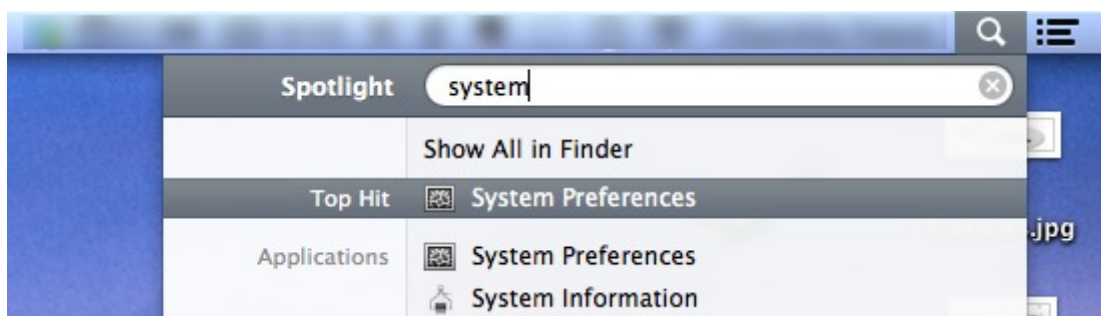 Spotlight system
Show All in Finder
Top Hit System Preferences
.jpg
Applications System Preferences
System Information